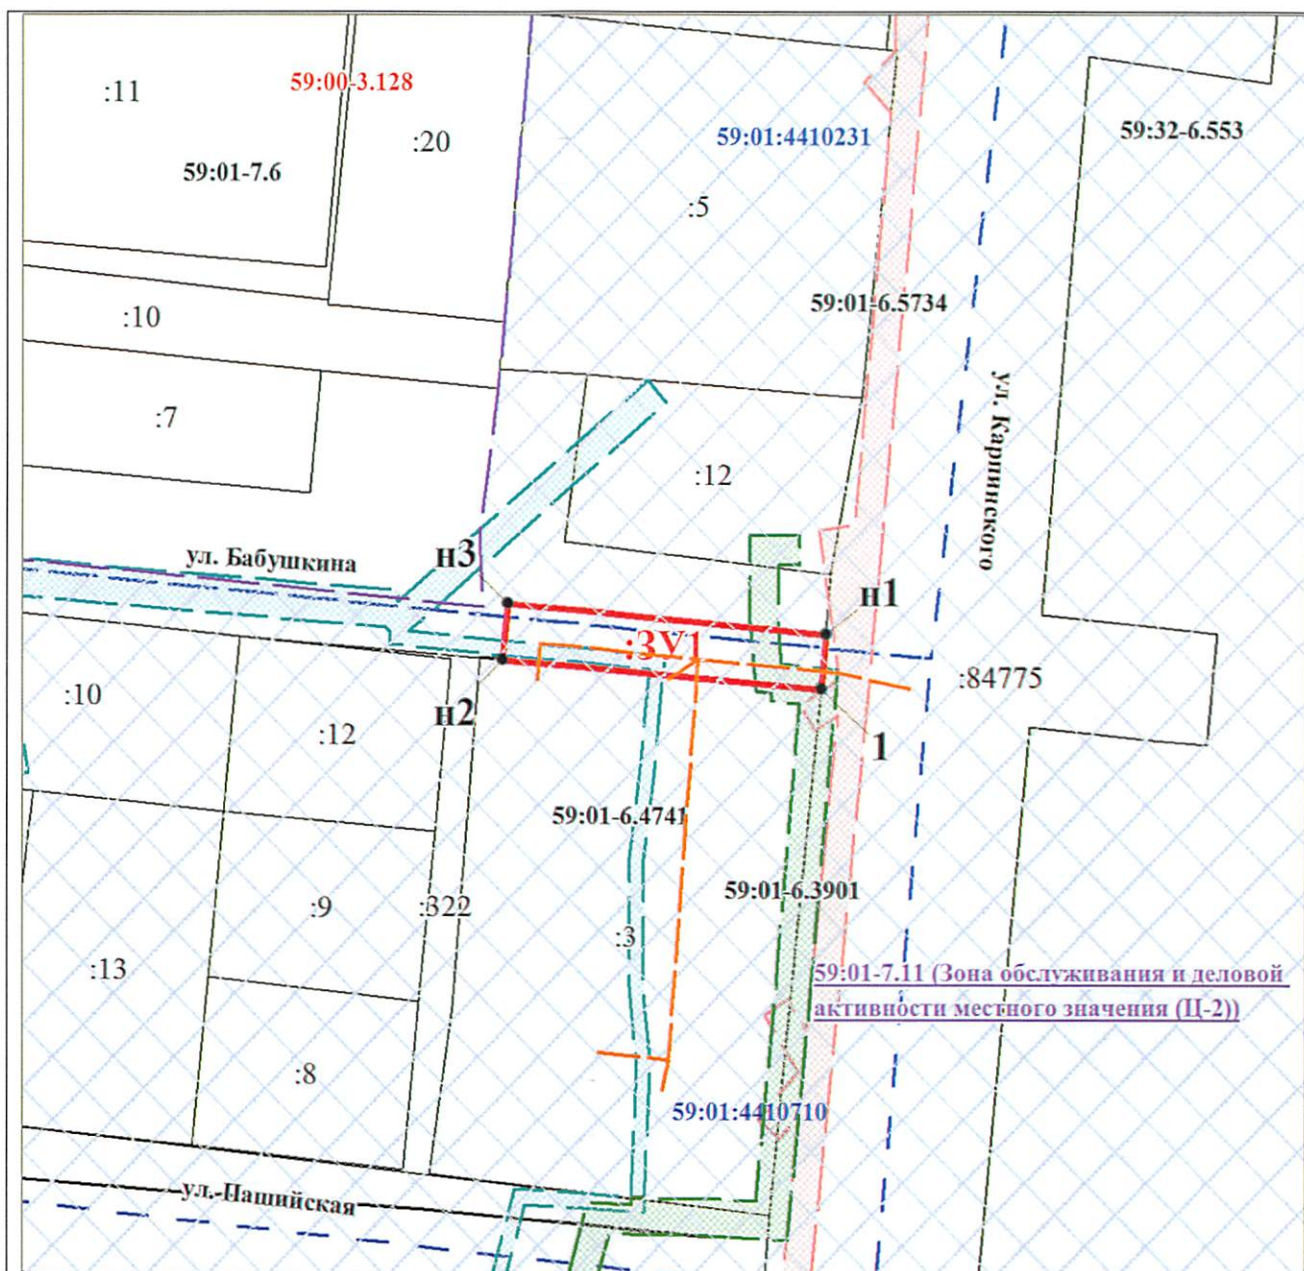 :11
59:00-3.128
:20
59:01-7.6
59:01:4410231
59:32-6.553
:5
:10
59:01-6.5734
:7
ул. Карпинского
:12
ул. Бабушкина
н3
н1
:ЗУ1
:84775
:10
н2
:12
1
59:01-6.4741
59:01-6.3901
:9
:322
:3
:13
59:01-7.11 (Зона обслуживания и деловой
активности местного значения (Ц-2))
:8
59:01:4410710
ул. Пашийская